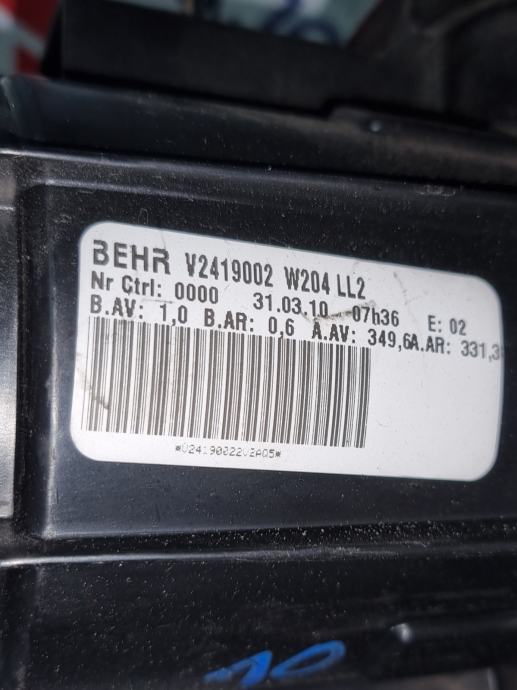 BEHR V2419002 W204 LL2
Nr Ctrl: 0000 31.03.10 07h36 E: 02
B.AV: 1,0 B.AR: 0,6 A.AV: 349,6A.AR: 331,3